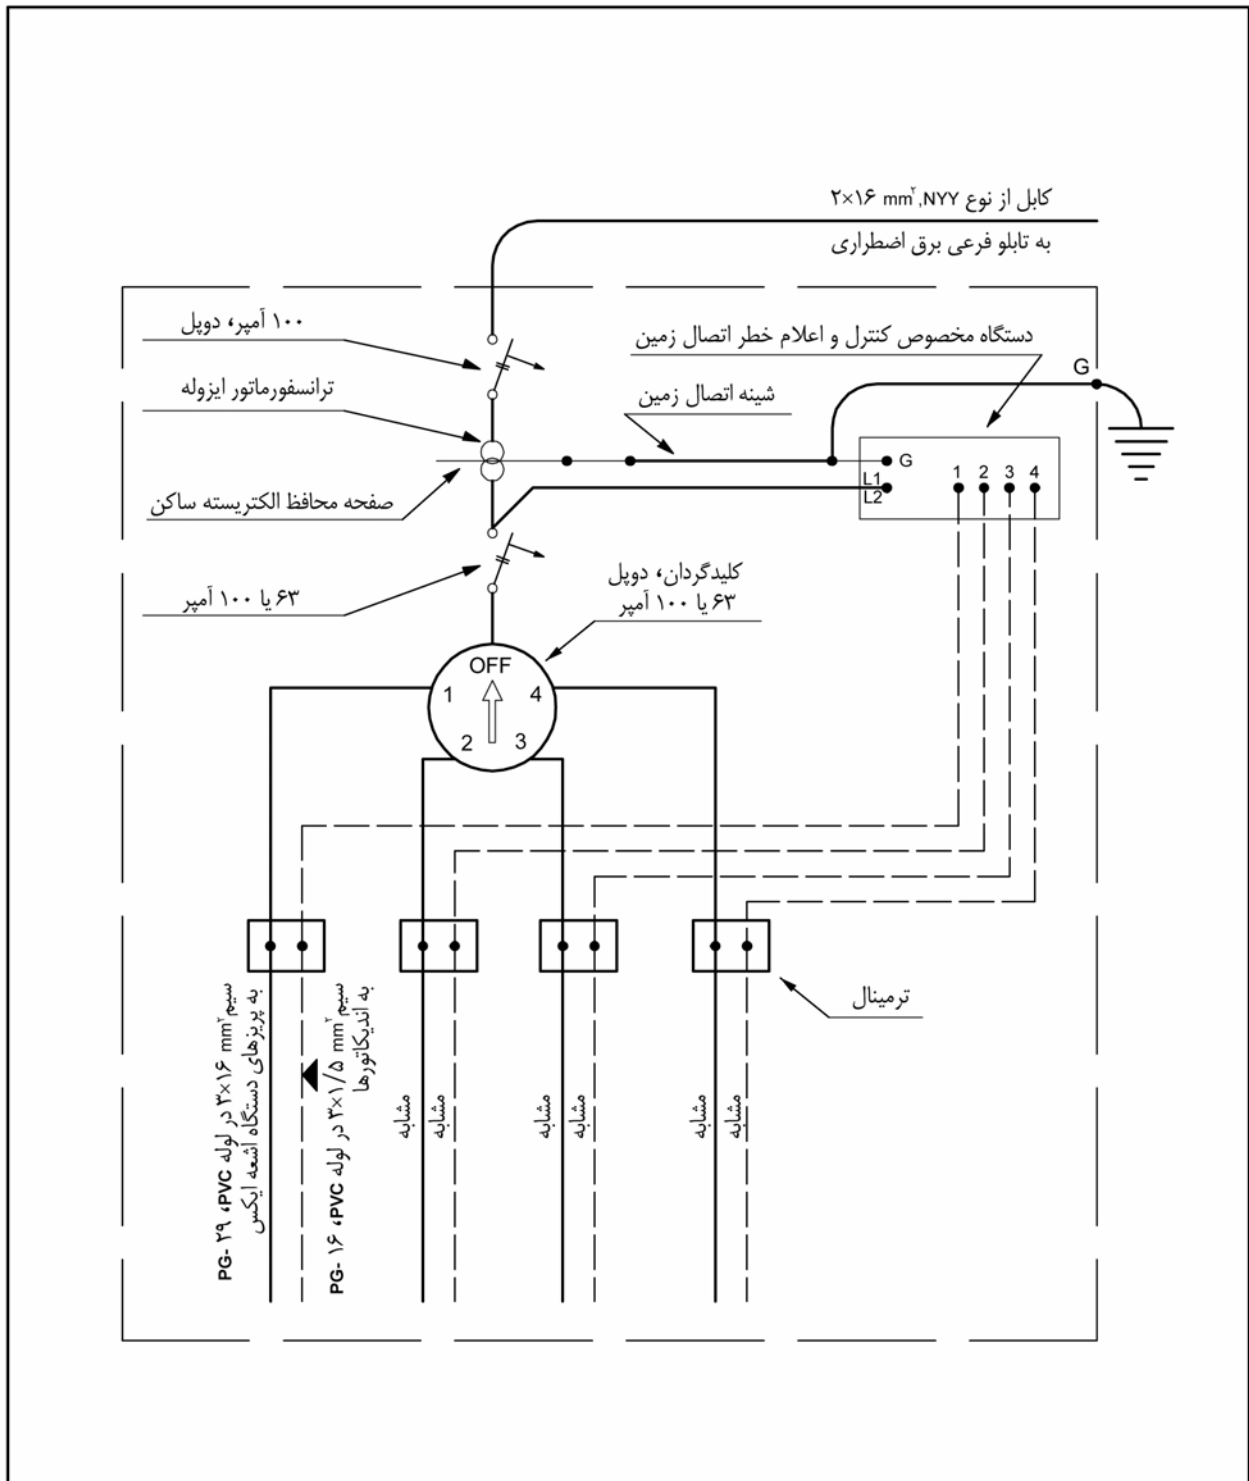 کابل از نوع NYY، ۲×۱۶ mm۲
به تابلو فرعی برق اضطراری
۱۰۰ آمپر، دوپل
دستگاه مخصوص کنترل و اعلام خطر اتصال زمین
G
ترانسفورماتور ایزوله
شینه اتصال زمین
G
1 2 3 4
L1
L2
صفحه محافظ الکتریسته ساکن
کلیدگردان، دوپل
۶۳ یا ۱۰۰ آمپر
۶۳ یا ۱۰۰ آمپر
OFF
1 4
2 3
ترمینال
سیم ۳×۱۶ mm۲ در لوله PVC، PG- ۲۹
به پریزهای دستگاه اشعه ایکس
سیم ۳×۱/۵ mm۲ در لوله PVC، PG- ۱۶
به اندیکاتورها
مشابه
مشابه
مشابه
مشابه
مشابه
مشابه